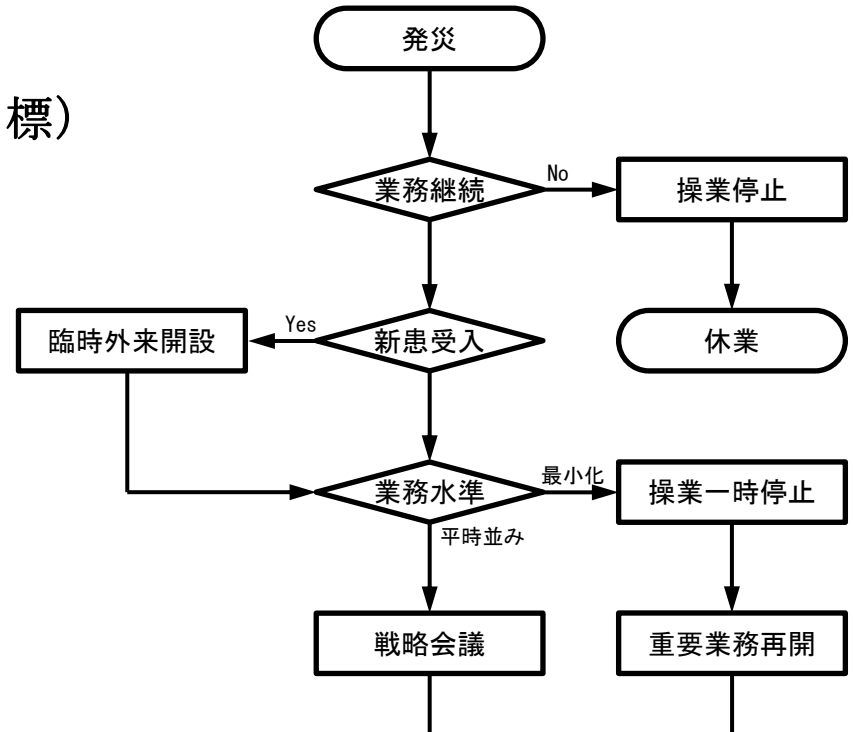 発災
標）
業務継続
No
操業停止
Yes
臨時外来開設
新患受入
休業
業務水準
最小化
操業一時停止
平時並み
戦略会議
重要業務再開